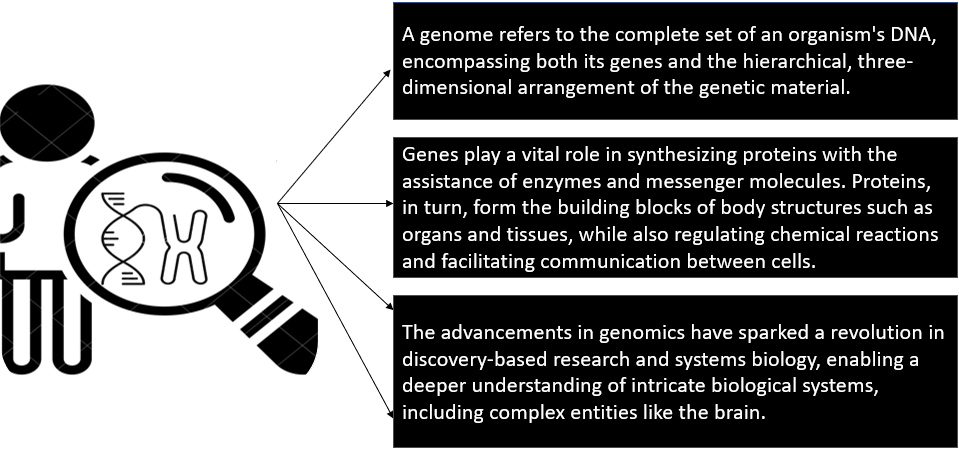 A genome refers to the complete set of an organism's DNA,
encompassing both its genes and the hierarchical, three-
dimensional arrangement of the genetic material.
Genes play a vital role in synthesizing proteins with the
assistance of enzymes and messenger molecules. Proteins,
in turn, form the building blocks of body structures such as
organs and tissues, while also regulating chemical reactions
and facilitating communication between cells.
The advancements in genomics have sparked a revolution in
discovery-based research and systems biology, enabling a
deeper understanding of intricate biological systems,
including complex entities like the brain.